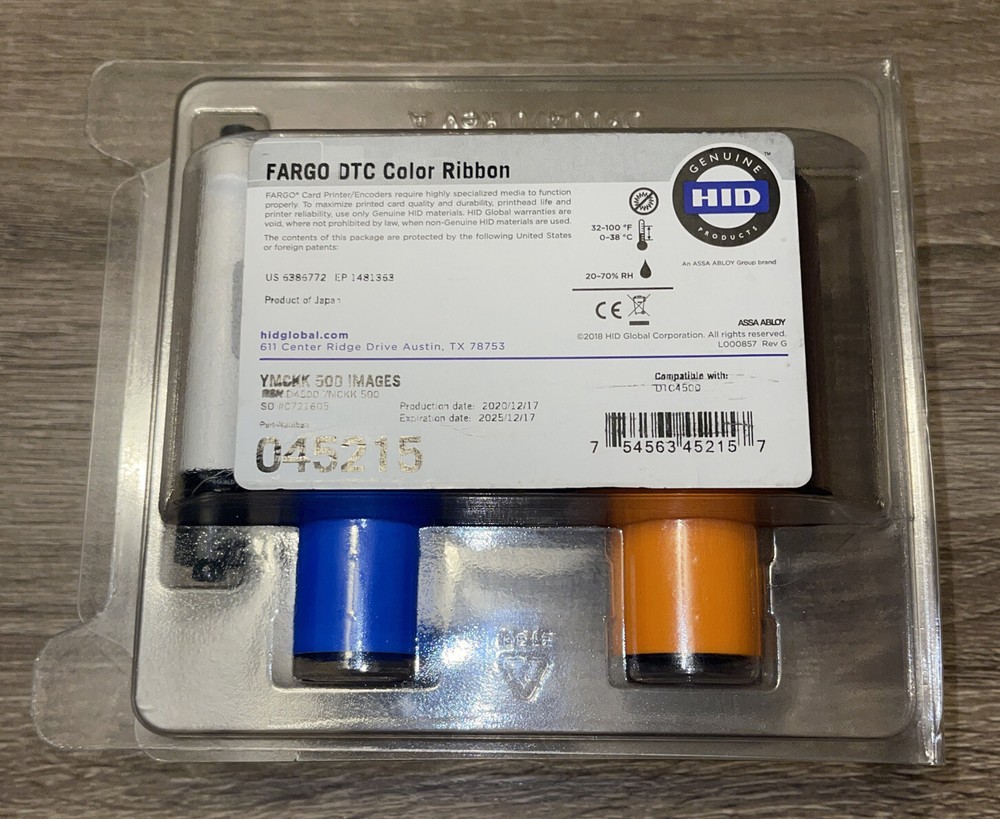 FARGO DTC Color Ribbon
FARGO® Card Printer/Encoders require highly specialized media to function
properly. To maximize printed card quality and durability, printhead life and
printer reliability, use only Genuine HID materials. HID Global warranties are
void, where not prohibited by law, when non-Genuine HID materials are used.
The contents of this package are protected by the following United States
or foreign patents:
US 6386772 EP 1481363
Product of Japan
hidglobal.com
611 Center Ridge Drive Austin, TX 78753
GENUINE
HID
™
PRODUCTS
An ASSA ABLOY Group brand
32-100 °F
0-38 °C
20-70% RH
CE
ASSA ABLOY
©2018 HID Global Corporation. All rights reserved.
L000857 Rev G
YMCKK 500 IMAGES
SO #C721605
Part Number:
045215
Production date: 2020/12/17
Expiration date: 2025/12/17
Compatible with:
DTC4500
7 54563 45215 7